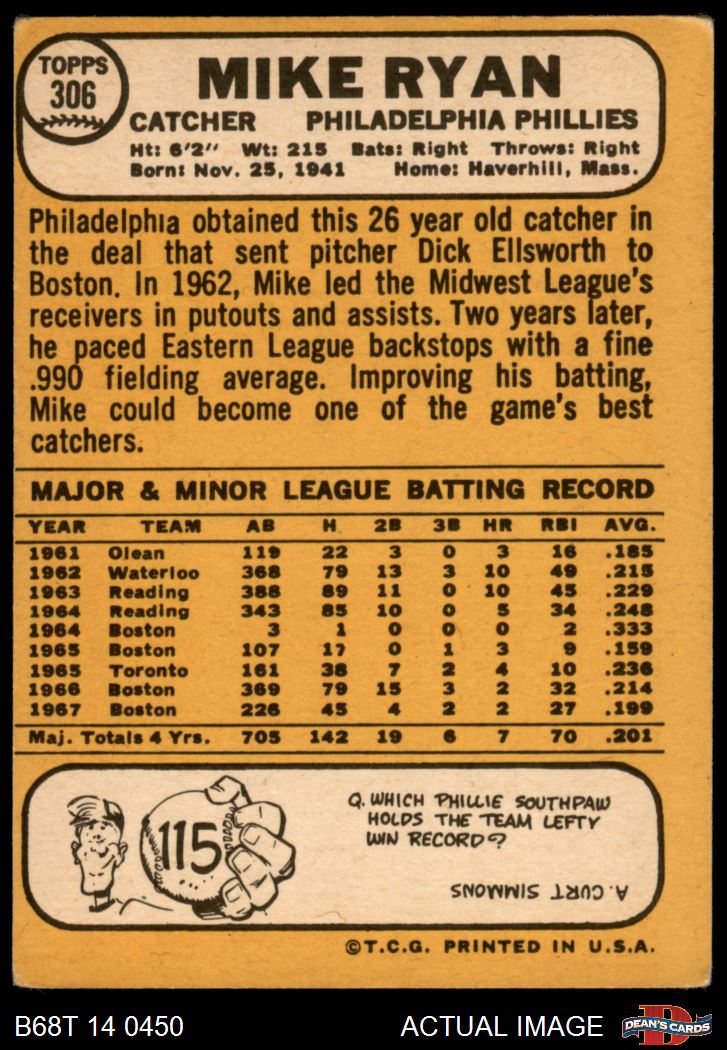 TOPPS
306
MIKE RYAN
CATCHER PHILADELPHIA PHILLIES
Ht: 6'2" Wt: 215 Bats: Right Throws: Right
Born: Nov. 25, 1941 Home: Haverhill, Mass.
Philadelphia obtained this 26 year old catcher in
the deal that sent pitcher Dick Ellsworth to
Boston. In 1962, Mike led the Midwest League's
receivers in putouts and assists. Two years later,
he paced Eastern League backstops with a fine
.990 fielding average. Improving his batting,
Mike could become one of the game's best
catchers.
MAJOR & MINOR LEAGUE BATTING RECORD
YEAR TEAM AB H 2B 3B HR RBI AVG.
1961 Olean 119 22 3 0 3 16 .185
1962 Waterloo 368 79 13 3 10 49 .215
1963 Reading 388 89 11 0 10 45 .229
1964 Reading 343 85 10 0 5 34 .248
1964 Boston 3 1 0 0 0 2 .333
1965 Boston 107 17 0 1 3 9 .159
1965 Toronto 161 38 7 2 4 10 .236
1966 Boston 369 79 15 3 2 32 .214
1967 Boston 226 45 4 2 2 27 .199
Maj. Totals 4 Yrs. 705 142 19 6 7 70 .201
115
Q. WHICH PHILLIE SOUTHPAW
HOLDS THE TEAM LEFTY
WIN RECORD?
A. CURT SIMMONS
©T.C.G. PRINTED IN U.S.A.
B68T 14 0450 ACTUAL IMAGE
D
DEAN'S CARDS